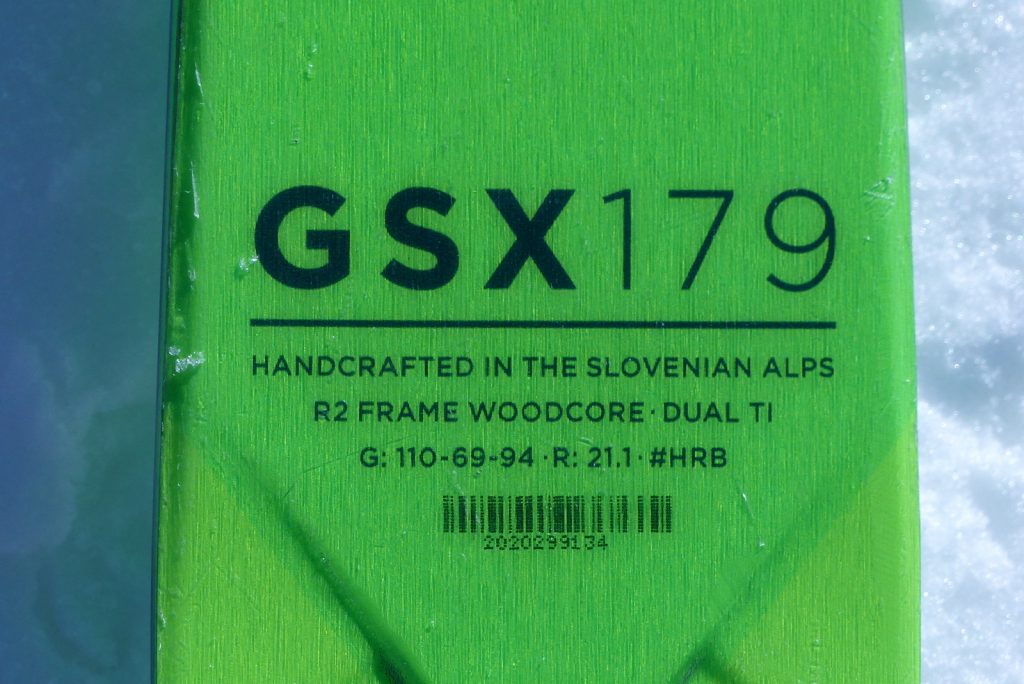 GSX179
HANDCRAFTED IN THE SLOVENIAN ALPS
R2 FRAME WOODCORE · DUAL TI
G: 110-69-94 · R: 21.1 · #HRB
2020299134